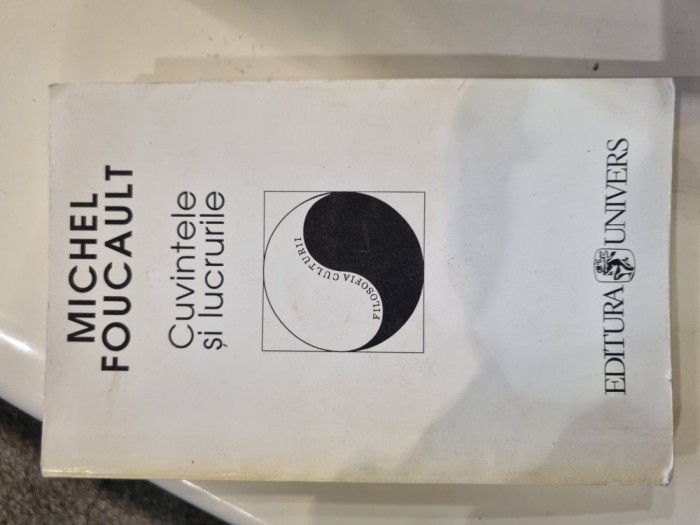 MICHEL
FOUCAULT
Cuvintele
și lucrurile
FILOSOFIA CULTURII
EDITURA UNIVERS